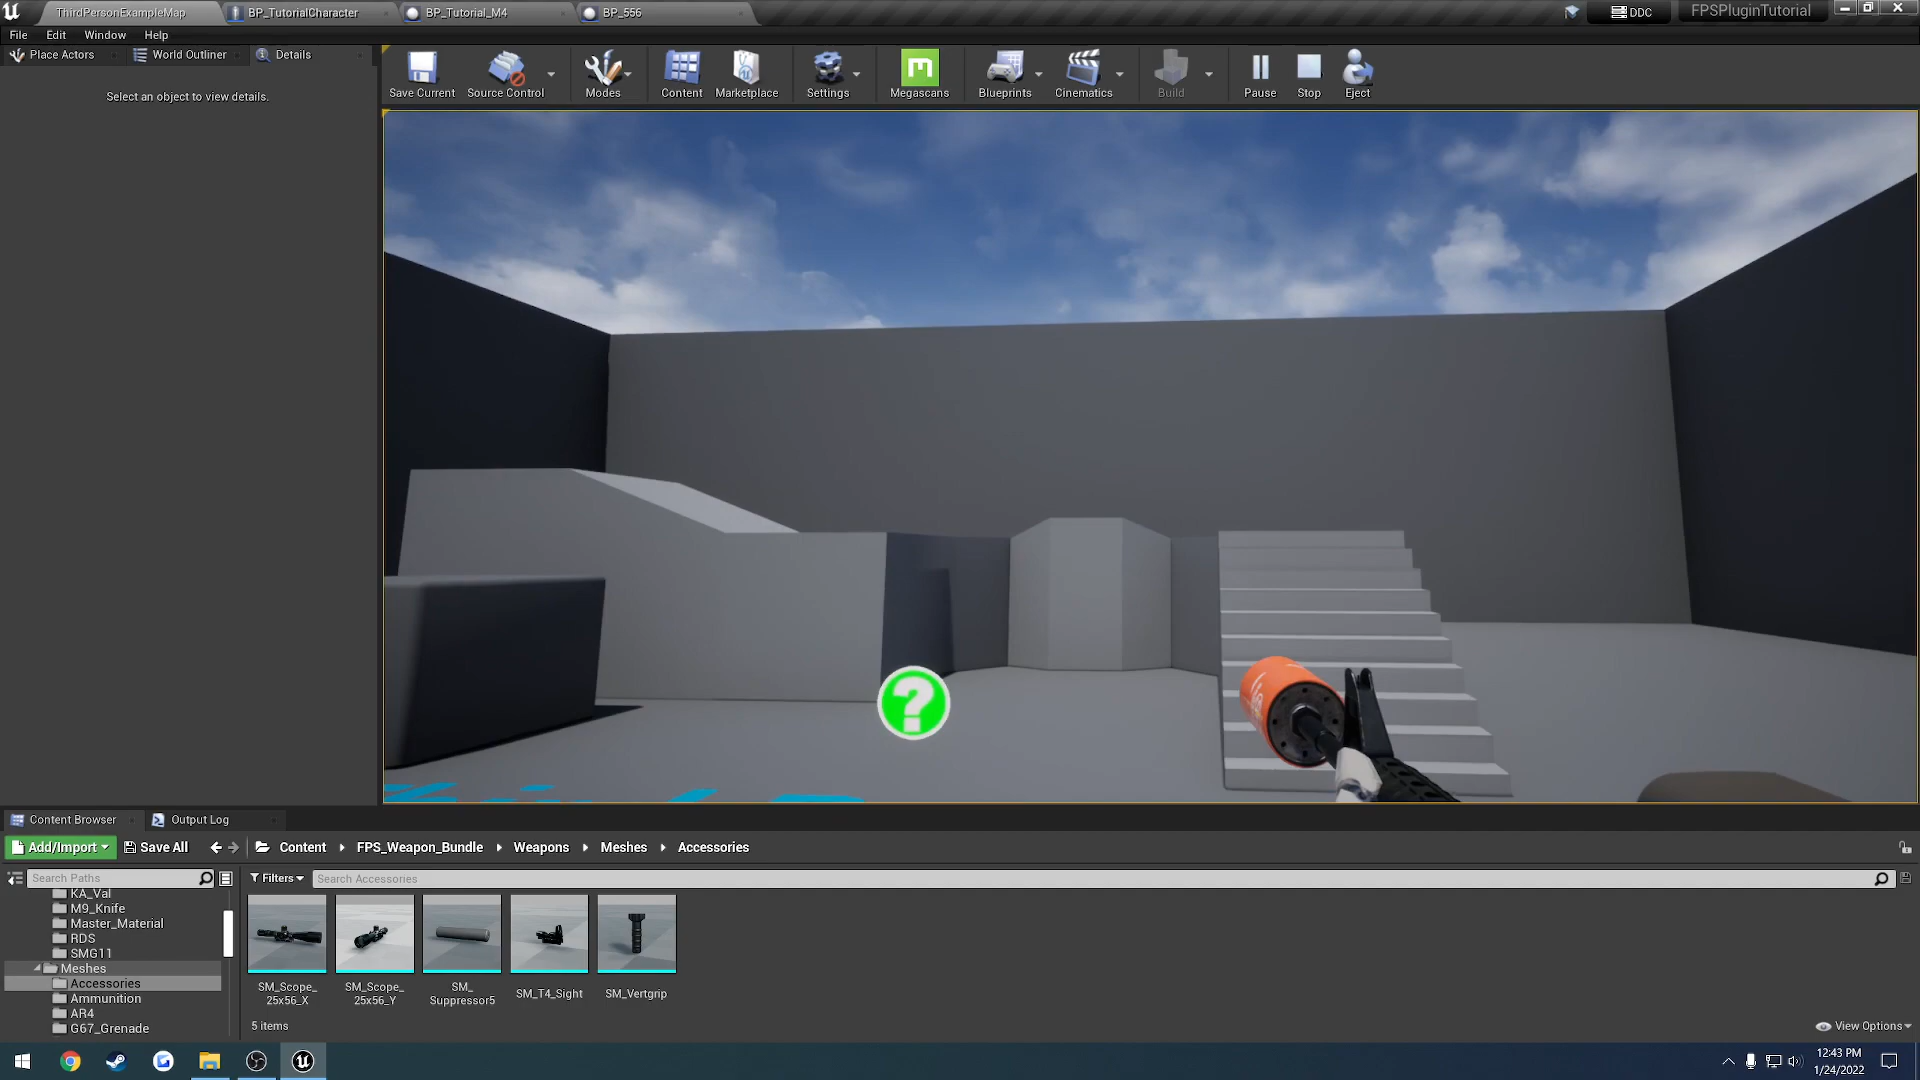 ThirdPersonExampleMap
BP_TutorialCharacter
BP_Tutorial_M4
BP_556
DDC
FPSPluginTutorial
File Edit Window Help
Place Actors
World Outliner
Details
Select an object to view details.
Save Current
Source Control
Modes
Content
Marketplace
Settings
Megascans
Blueprints
Cinematics
Build
Pause
Stop
Eject
?
Content Browser
Output Log
Add/Import
Save All
Content
FPS_Weapon_Bundle
Weapons
Meshes
Accessories
Search Paths
Filters
Search Accessories
KA_Val
M9_Knife
Master_Material
RDS
SMG11
Meshes
Accessories
Ammunition
AR4
G67_Grenade
SM_Scope_
25x56_X
SM_Scope_
25x56_Y
SM_
Suppressor5
SM_T4_Sight
SM_Vertgrip
5 items
View Options
12:43 PM
1/24/2022